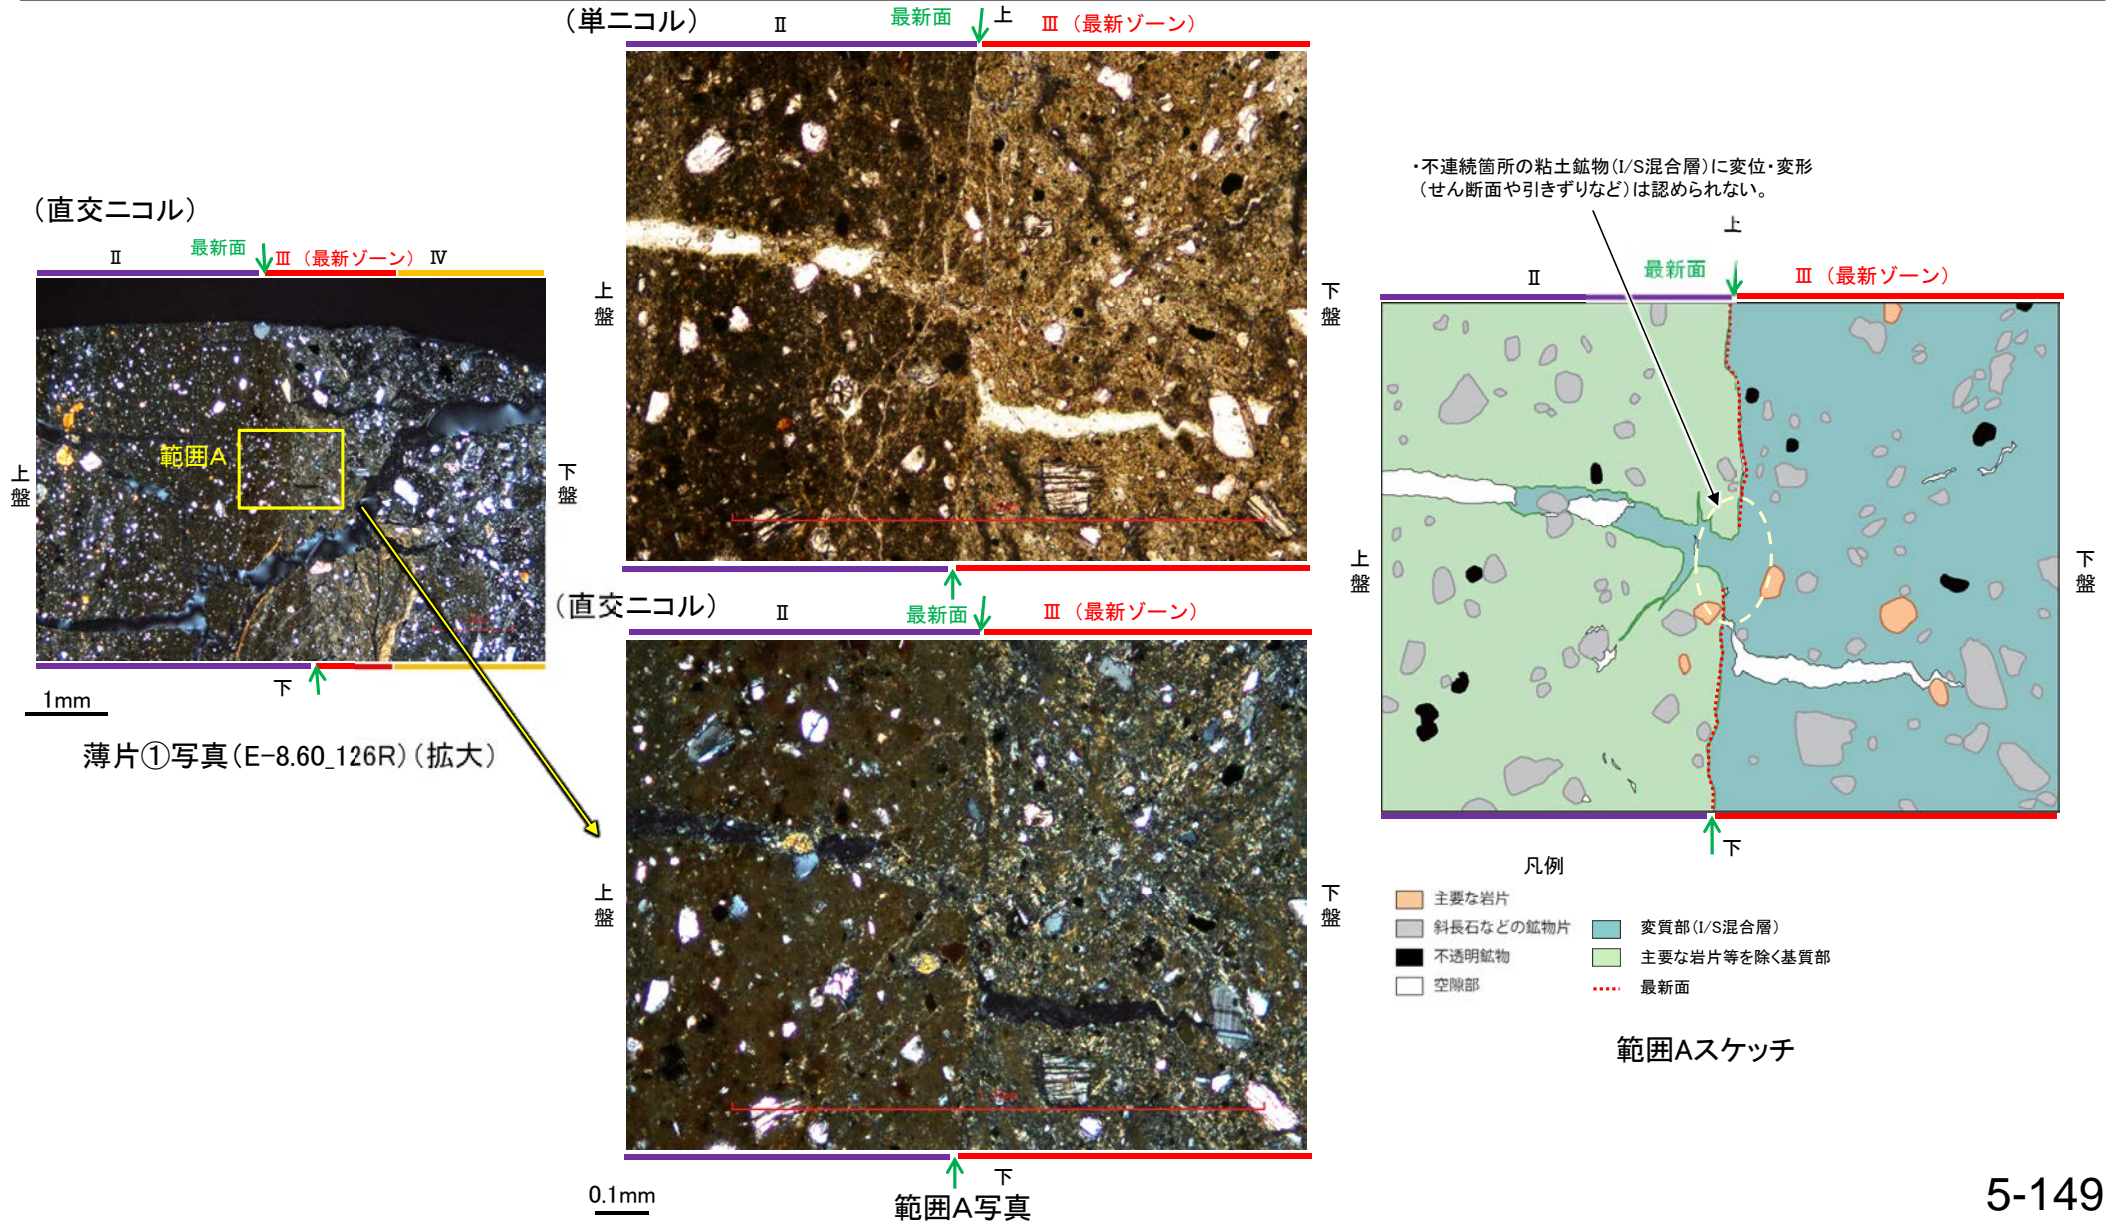 (直交ニコル)
Ⅱ
最新面
Ⅲ (最新ゾーン)
Ⅳ
上盤
範囲A
下盤
下
1mm
薄片①写真(E-8.60_126R)(拡大)
(単ニコル)
Ⅱ
最新面
上
Ⅲ (最新ゾーン)
上盤
下盤
(直交ニコル)
Ⅱ
最新面
Ⅲ (最新ゾーン)
上盤
下盤
下
0.1mm
範囲A写真
・不連続箇所の粘土鉱物(I/S混合層)に変位・変形
(せん断面や引きずりなど)は認められない。
上
Ⅱ
最新面
Ⅲ (最新ゾーン)
上盤
下盤
下
凡例
主要な岩片
斜長石などの鉱物片
不透明鉱物
空隙部
変質部(I/S混合層)
主要な岩片等を除く基質部
最新面
範囲Aスケッチ
5-149